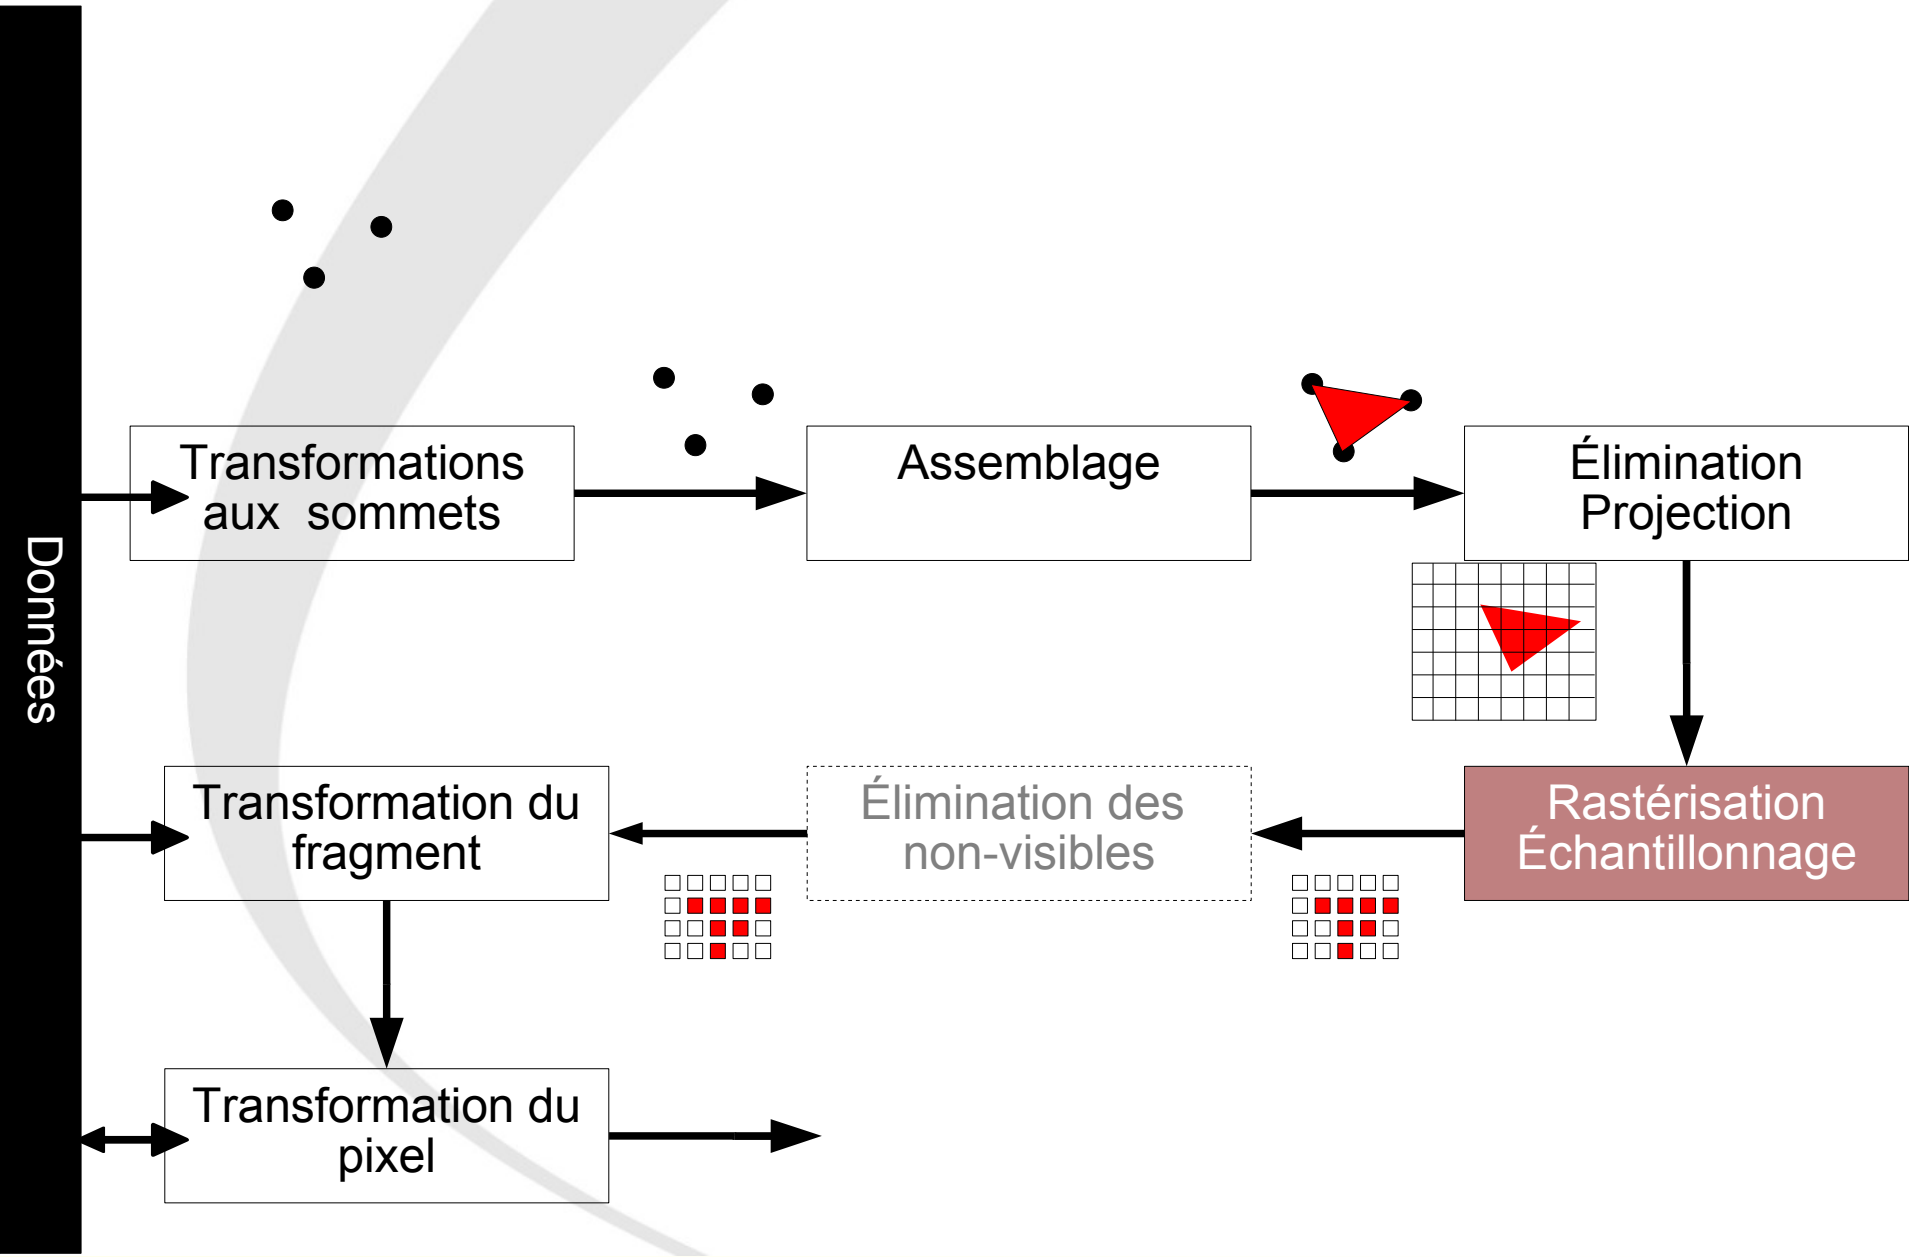 Données
Transformations
aux sommets
Assemblage
Élimination
Projection
Rastérisation
Échantillonnage
Élimination des
non-visibles
Transformation du
fragment
Transformation du
pixel